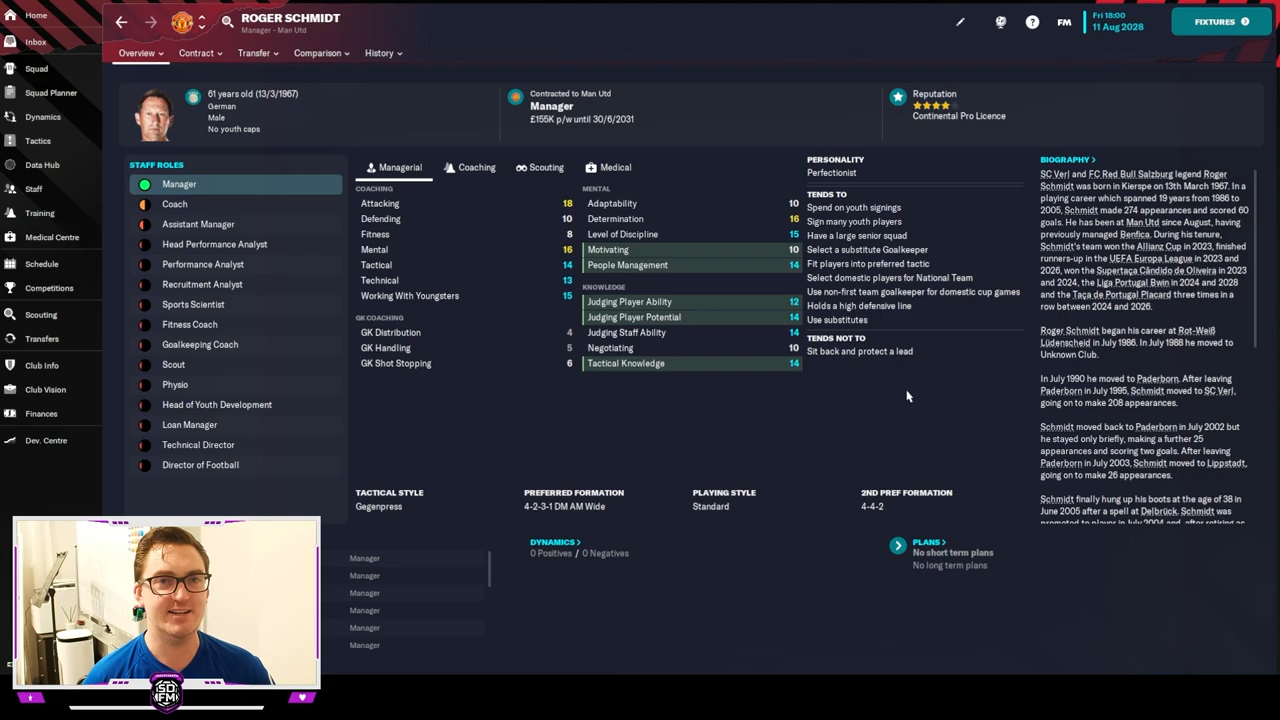 Home
Inbox
Squad
Squad Planner
Dynamics
Tactics
Data Hub
Staff
Training
Medical Centre
Schedule
Competitions
Scouting
Transfers
Club Info
Club Vision
Finances
Dev. Centre
ROGER SCHMIDT
Manager - Man Utd
FM
Fri 18:00
11 Aug 2028
FIXTURES
Overview
Contract
Transfer
Comparison
History
61 years old (13/3/1967)
German
Male
No youth caps
Contracted to Man Utd
Manager
£155K p/w until 30/6/2031
Reputation
Continental Pro Licence
STAFF ROLES
Manager
Coach
Assistant Manager
Head Performance Analyst
Performance Analyst
Recruitment Analyst
Sports Scientist
Fitness Coach
Goalkeeping Coach
Scout
Physio
Head of Youth Development
Loan Manager
Technical Director
Director of Football
Managerial
Coaching
Scouting
Medical
COACHING
Attacking 18
Defending 10
Fitness 8
Mental 16
Tactical 14
Technical 13
Working With Youngsters 15
GK COACHING
GK Distribution 4
GK Handling 5
GK Shot Stopping 6
MENTAL
Adaptability 10
Determination 16
Level of Discipline 15
Motivating 10
People Management 14
KNOWLEDGE
Judging Player Ability 12
Judging Player Potential 14
Judging Staff Ability 14
Negotiating 10
Tactical Knowledge 14
PERSONALITY
Perfectionist
TENDS TO
Spend on youth signings
Sign many youth players
Have a large senior squad
Select a substitute Goalkeeper
Fit players into preferred tactic
Select domestic players for National Team
Use non-first team goalkeeper for domestic cup games
Holds a high defensive line
Use substitutes
TENDS NOT TO
Sit back and protect a lead
BIOGRAPHY
SC Verl and FC Red Bull Salzburg legend Roger
Schmidt was born in Kierspe on 13th March 1967. In a
playing career which spanned 19 years from 1986 to
2005, Schmidt made 274 appearances and scored 60
goals. He has been at Man Utd since August, having
previously managed Benfica. During his tenure,
Schmidt's team won the Allianz Cup in 2023, finished
runners-up in the UEFA Europa League in 2023 and
2026, won the Supertaça Cândido de Oliveira in 2023
and 2024, the Liga Portugal Bwin in 2024 and 2028
and the Taça de Portugal Placard three times in a
row between 2024 and 2026.
Roger Schmidt began his career at Rot-Weiß
Lüdenscheid in July 1986. In July 1988 he moved to
Unknown Club.
In July 1990 he moved to Paderborn. After leaving
Paderborn in July 1995, Schmidt moved to SC Verl,
going on to make 208 appearances.
Schmidt moved back to Paderborn in July 2002 but
he stayed only briefly, making a further 25
appearances and scoring two goals. After leaving
Paderborn in July 2003, Schmidt moved to Lippstadt,
going on to make 26 appearances.
Schmidt finally hung up his boots at the age of 38 in
June 2005 after a spell at Delbrück. Schmidt was
promoted to player in July 2004 and, after retiring as
TACTICAL STYLE
Gegenpress
PREFERRED FORMATION
4-2-3-1 DM AM Wide
PLAYING STYLE
Standard
2ND PREF FORMATION
4-4-2
DYNAMICS
0 Positives / 0 Negatives
PLANS
No short term plans
No long term plans
Manager
Manager
Manager
Manager
Manager
Manager
SD
FM